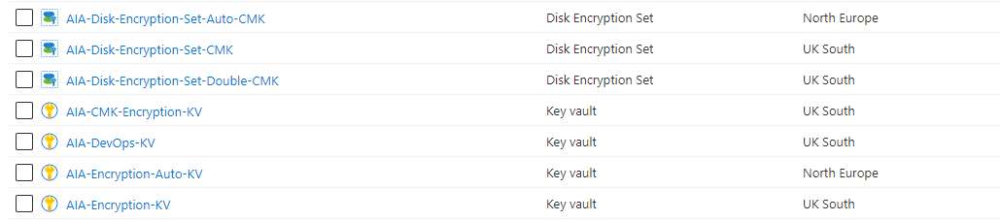 AIA-Disk-Encryption-Set-Auto-CMK Disk Encryption Set North Europe
AIA-Disk-Encryption-Set-CMK Disk Encryption Set UK South
AIA-Disk-Encryption-Set-Double-CMK Disk Encryption Set UK South
AIA-CMK-Encryption-KV Key vault UK South
AIA-DevOps-KV Key vault UK South
AIA-Encryption-Auto-KV Key vault North Europe
AIA-Encryption-KV Key vault UK South